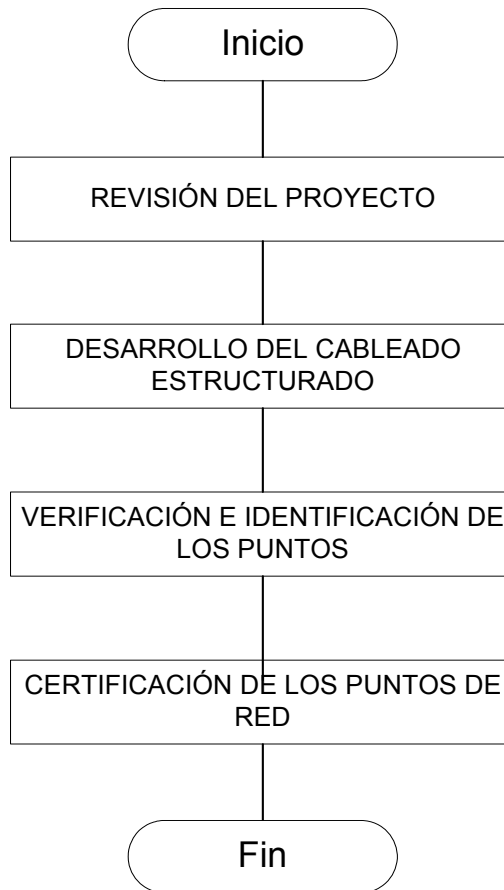 Inicio
REVISIÓN DEL PROYECTO
DESARROLLO DEL CABLEADO
ESTRUCTURADO
VERIFICACIÓN E IDENTIFICACIÓN DE
LOS PUNTOS
CERTIFICACIÓN DE LOS PUNTOS DE
RED
Fin